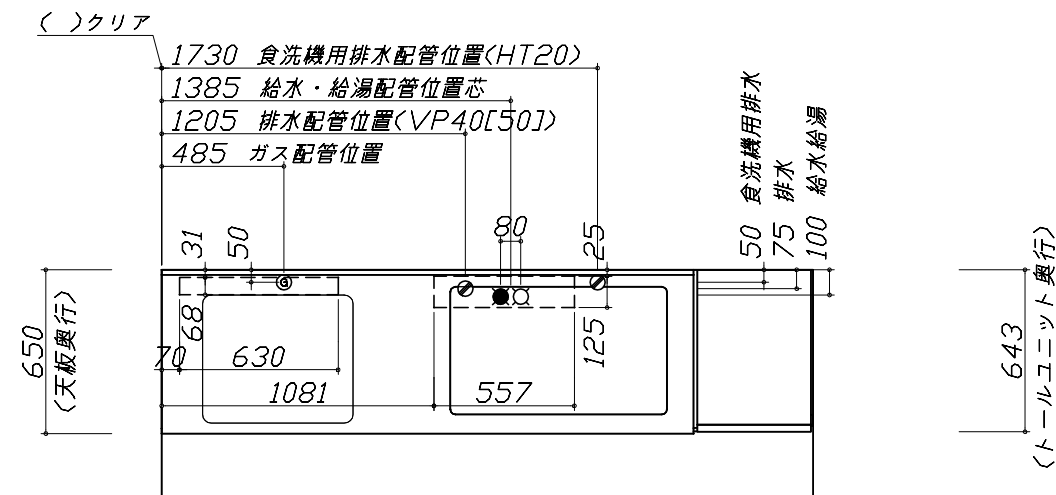 ( )クリア
1730 食洗機用排水配管位置(HT20)
1385 給水・給湯配管位置芯
1205 排水配管位置(VP40[50])
485 ガス配管位置
50 食洗機用排水
75 排水
100 給水給湯
31
50
80
25
G
68
125
650
(天板奥行)
70
630
1081
557
643
(トールユニット奥行)